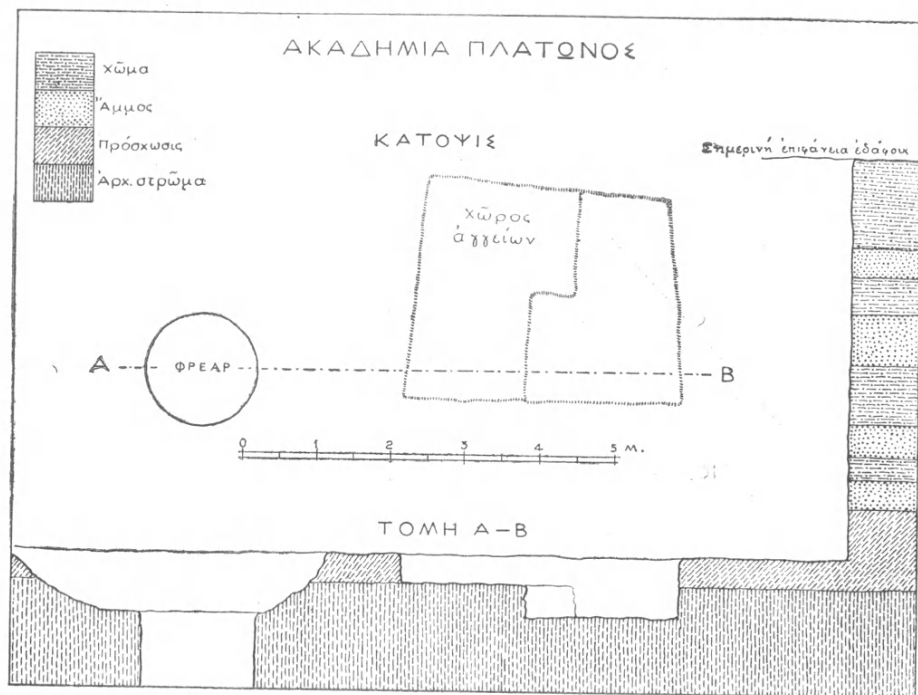 ΑΚΑΔΗΜΙΑ ΠΛΑΤΩΝΟΣ
χῶμα
Ἄμμος
Πρόσχωσις
Ἀρχ. στρῶμα
ΚΑΤΟΨΙΣ
Σημερινή ἐπιφάνεια ἐδάφους
χῶρος
ἀγγείων
Α
ΦΡΕΑΡ
Β
0 1 2 3 4 5 Μ.
ΤΟΜΗ Α–Β